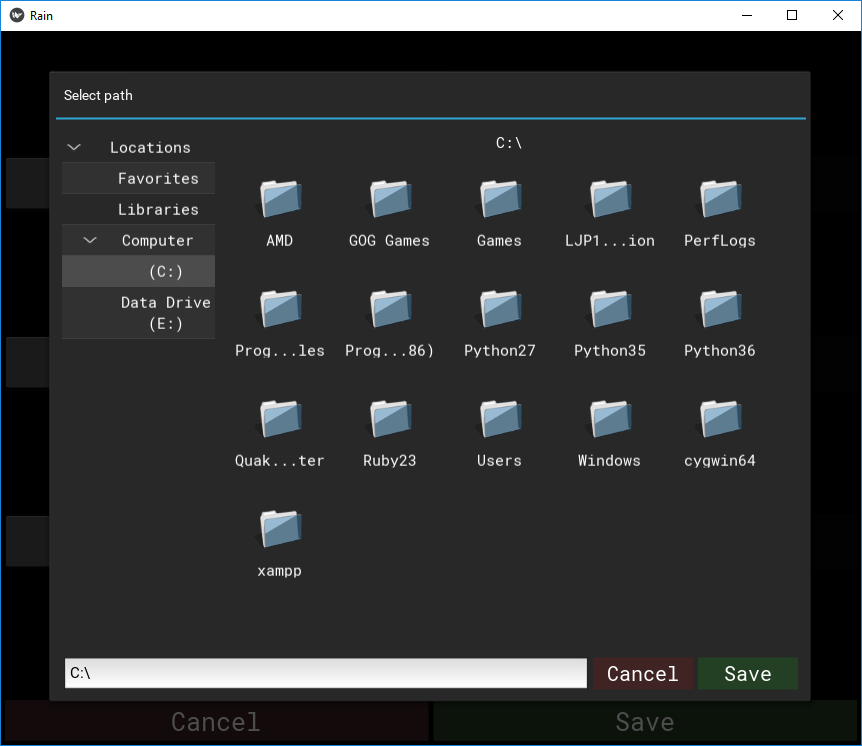 Rain
Select path
Locations
Favorites
Libraries
Computer
(C:)
Data Drive
(E:)
C:\
AMD GOG Games Games LJP1...ion PerfLogs
Prog...les Prog...86) Python27 Python35 Python36
Quak...ter Ruby23 Users Windows cygwin64
xampp
C:\ Cancel Save
Cancel Save